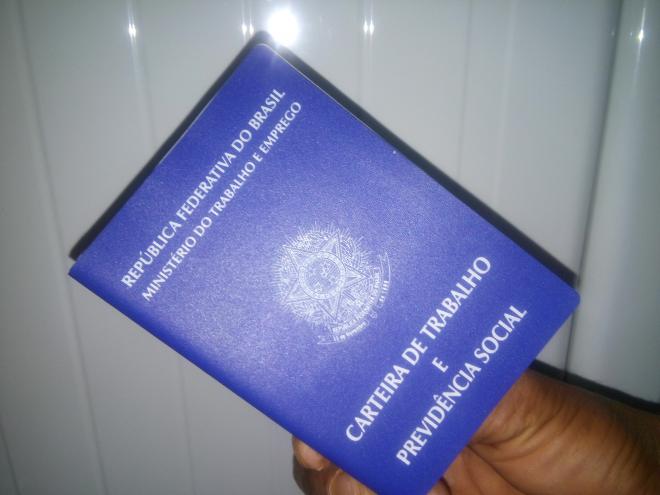 REPÚBLICA FEDERATIVA DO BRASIL
MINISTÉRIO DO TRABALHO E EMPREGO
CARTEIRA DE TRABALHO
E
PREVIDÊNCIA SOCIAL